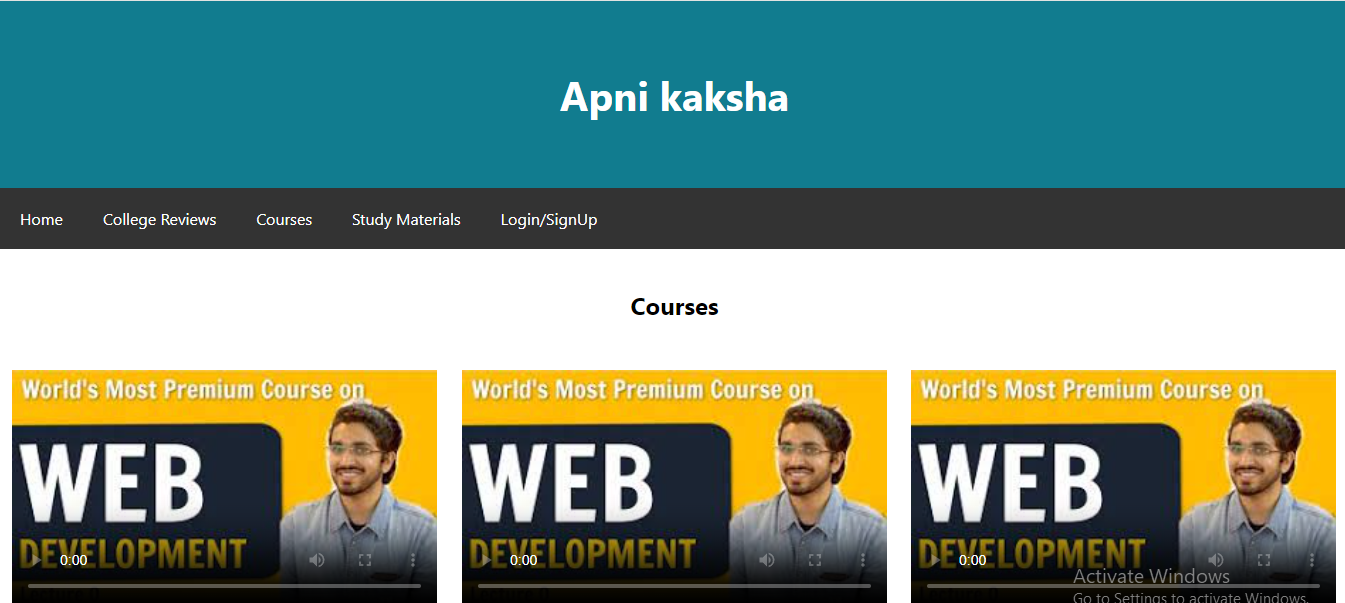 Apni kaksha
Home College Reviews Courses Study Materials Login/SignUp
Courses
World's Most Premium Course on World's Most Premium Course on World's Most Premium Course on
WEB WEB WEB
DEVELOPMENT DEVELOPMENT DEVELOPMENT
0:00 0:00 0:00
Activate Windows
Go to Settings to activate Windows.